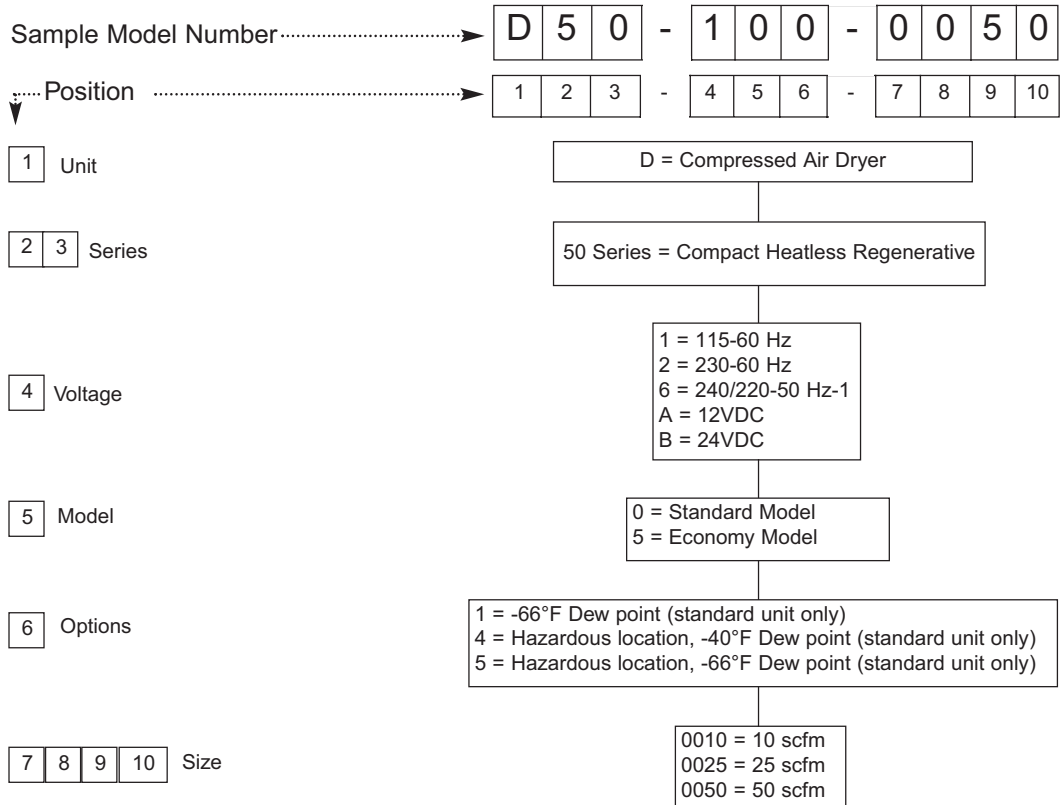 Sample Model Number D 5 0 - 1 0 0 - 0 0 5 0
Position 1 2 3 - 4 5 6 - 7 8 9 10
1 Unit
D = Compressed Air Dryer
2 3 Series
50 Series = Compact Heatless Regenerative
4 Voltage
1 = 115-60 Hz
2 = 230-60 Hz
6 = 240/220-50 Hz-1
A = 12VDC
B = 24VDC
5 Model
0 = Standard Model
5 = Economy Model
6 Options
1 = -66°F Dew point (standard unit only)
4 = Hazardous location, -40°F Dew point (standard unit only)
5 = Hazardous location, -66°F Dew point (standard unit only)
7 8 9 10 Size
0010 = 10 scfm
0025 = 25 scfm
0050 = 50 scfm